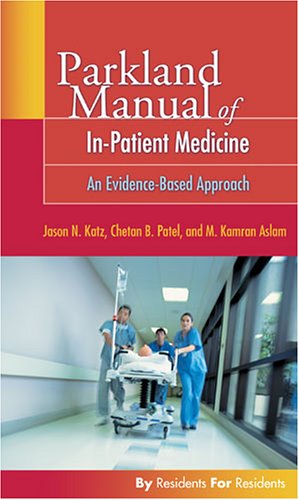 Parkland
Manual of
In-Patient Medicine
An Evidence-Based Approach
Jason N. Katz, Chetan B. Patel, and M. Kamran Aslam
By Residents For Residents